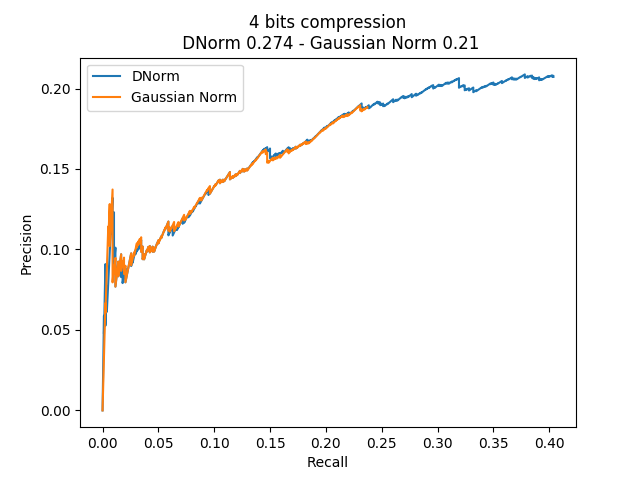 4 bits compression
DNorm 0.274 - Gaussian Norm 0.21
DNorm
Gaussian Norm
Precision
0.20
0.15
0.10
0.05
0.00
0.00 0.05 0.10 0.15 0.20 0.25 0.30 0.35 0.40
Recall